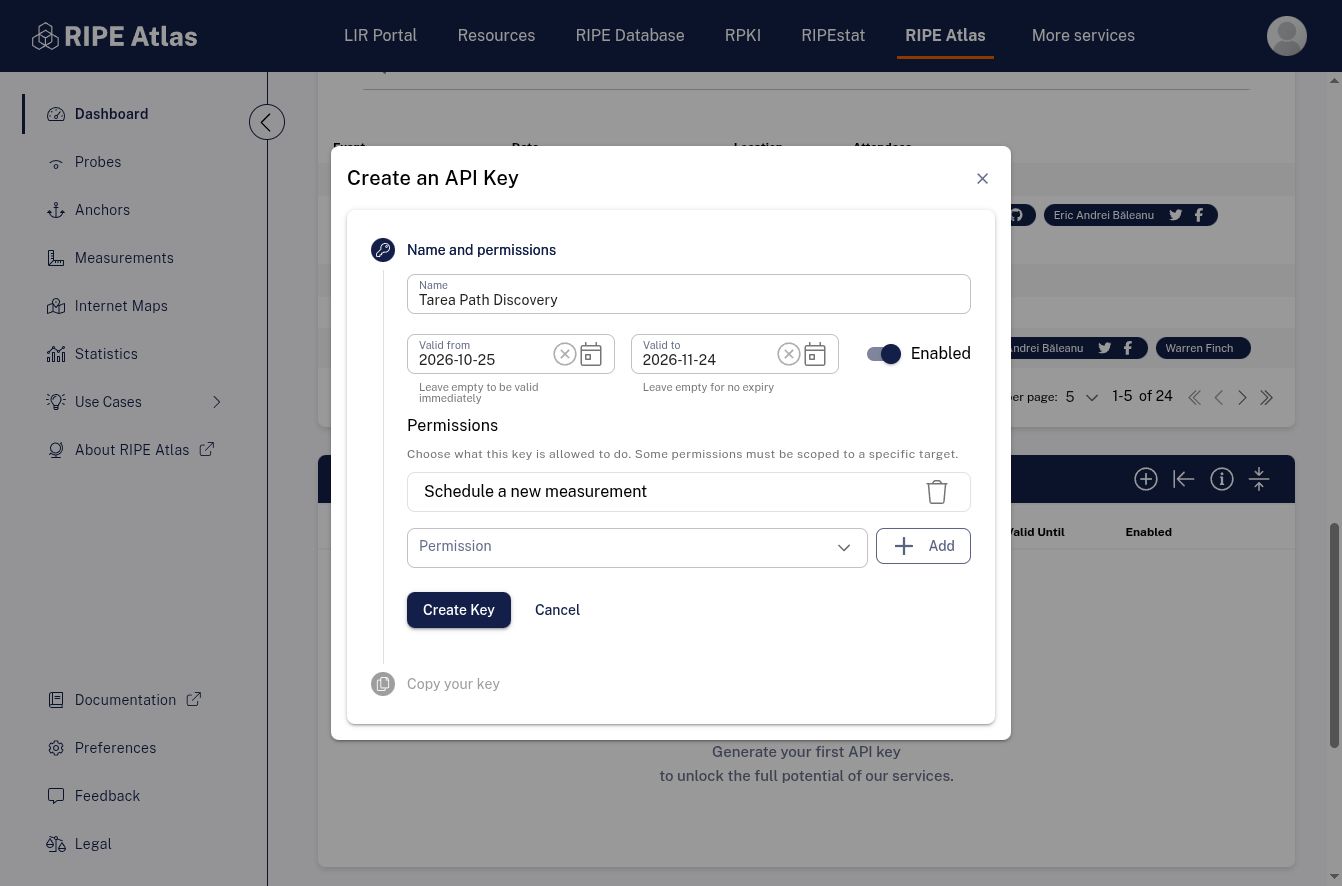 RIPE Atlas
LIR Portal
Resources
RIPE Database
RPKI
RIPEstat
RIPE Atlas
More services
Dashboard
Probes
Anchors
Measurements
Internet Maps
Statistics
Use Cases
About RIPE Atlas
Documentation
Preferences
Feedback
Legal
Create an API Key
Name and permissions
Name
Tarea Path Discovery
Valid from
2026-10-25
Leave empty to be valid
immediately
Valid to
2026-11-24
Leave empty for no expiry
Enabled
Permissions
Choose what this key is allowed to do. Some permissions must be scoped to a specific target.
Schedule a new measurement
Permission
Add
Create Key
Cancel
Copy your key
Eric Andrei Băleanu
Băleanu
Warren Finch
per page: 5
1-5 of 24
Until
Enabled
Generate your first API key
to unlock the full potential of our services.